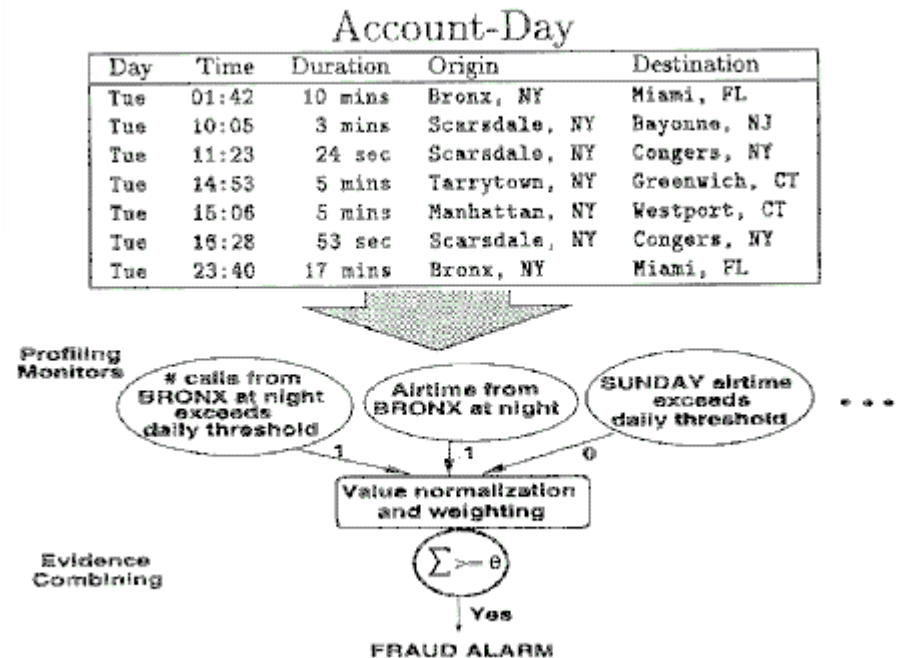 Account-Day
Day Time Duration Origin Destination
Tue 01:42 10 mins Bronx, NY Miami, FL
Tue 10:05 3 mins Scarsdale, NY Bayonne, NJ
Tue 11:23 24 sec Scarsdale, NY Congers, NY
Tue 14:53 5 mins Tarrytown, NY Greenwich, CT
Tue 15:06 5 mins Manhattan, NY Westport, CT
Tue 16:28 53 sec Scarsdale, NY Congers, NY
Tue 23:40 17 mins Bronx, NY Miami, FL
Profiling
Monitors
# calls from
BRONX at night
exceeds
daily threshold
Airtime from
BRONX at night
SUNDAY airtime
exceeds
daily threshold
• • •
1 1 0
Value normalization
and weighting
Evidence
Combining
∑ >= θ
Yes
FRAUD ALARM